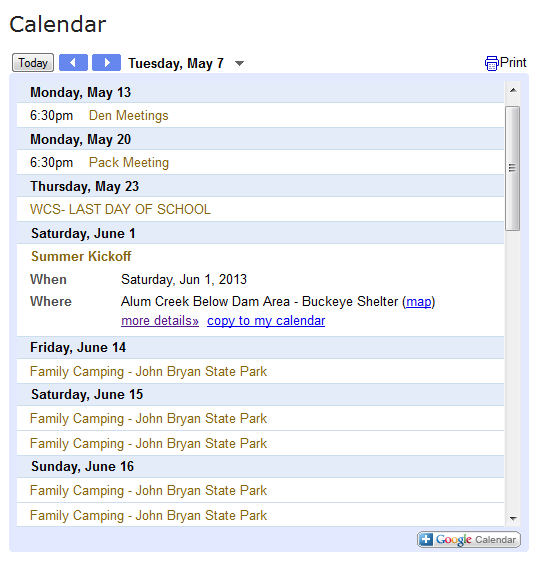 Calendar
Today Tuesday, May 7 Print
Monday, May 13
6:30pm Den Meetings
Monday, May 20
6:30pm Pack Meeting
Thursday, May 23
WCS- LAST DAY OF SCHOOL
Saturday, June 1
Summer Kickoff
When Saturday, Jun 1, 2013
Where Alum Creek Below Dam Area - Buckeye Shelter (map)
more details» copy to my calendar
Friday, June 14
Family Camping - John Bryan State Park
Saturday, June 15
Family Camping - John Bryan State Park
Family Camping - John Bryan State Park
Sunday, June 16
Family Camping - John Bryan State Park
Family Camping - John Bryan State Park
Google Calendar